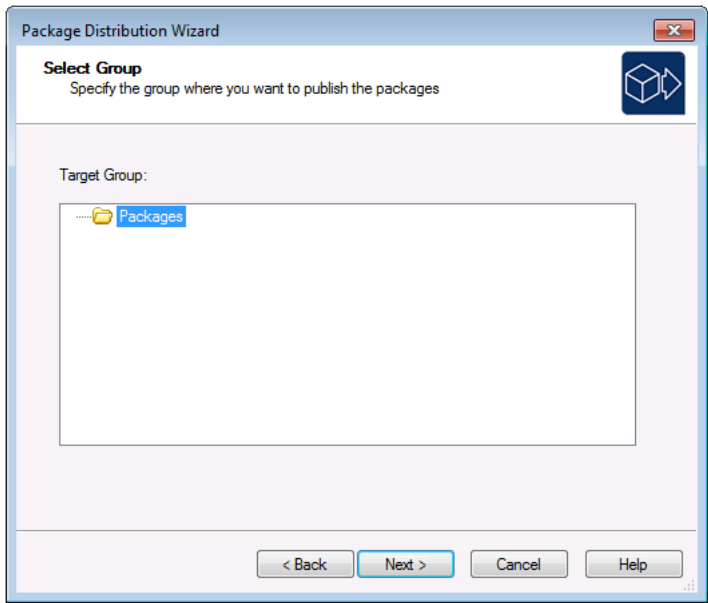 Package Distribution Wizard
Select Group
Specify the group where you want to publish the packages
Target Group:
Packages
< Back
Next >
Cancel
Help